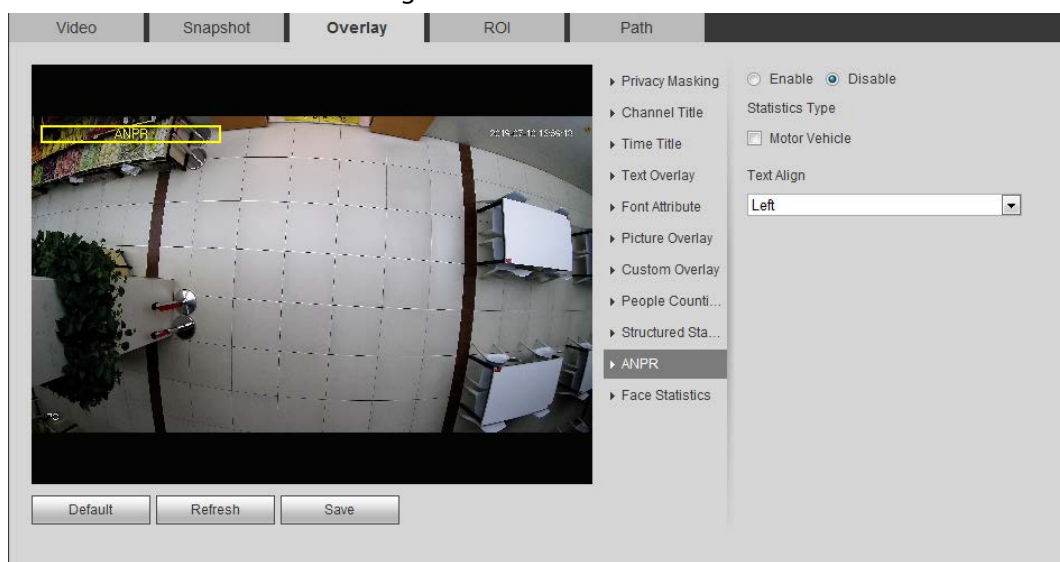 Video Snapshot Overlay ROI Path
Privacy Masking
Channel Title
Time Title
Text Overlay
Font Attribute
Picture Overlay
Custom Overlay
People Counti...
Structured Sta...
ANPR
Face Statistics
Enable Disable
Statistics Type
Motor Vehicle
Text Align
Left
ANPR
Default Refresh Save